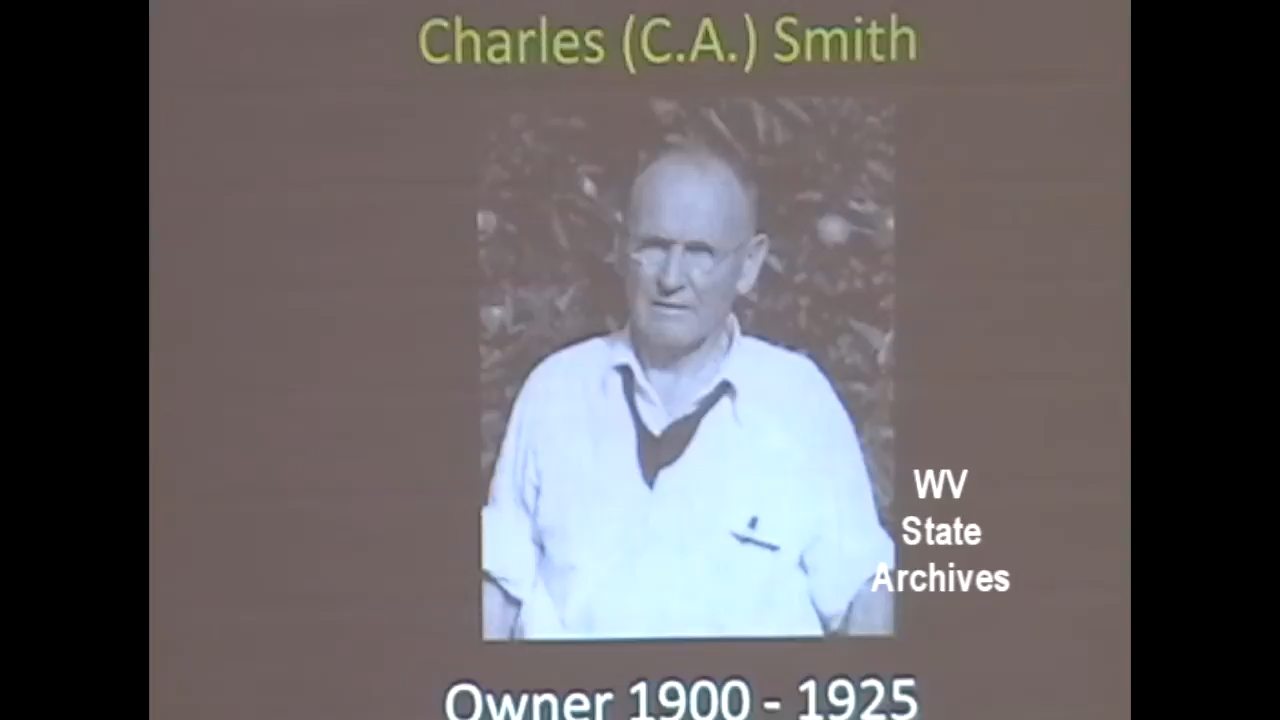 Charles (C.A.) Smith
WV
State
Archives
Owner 1900 - 1925